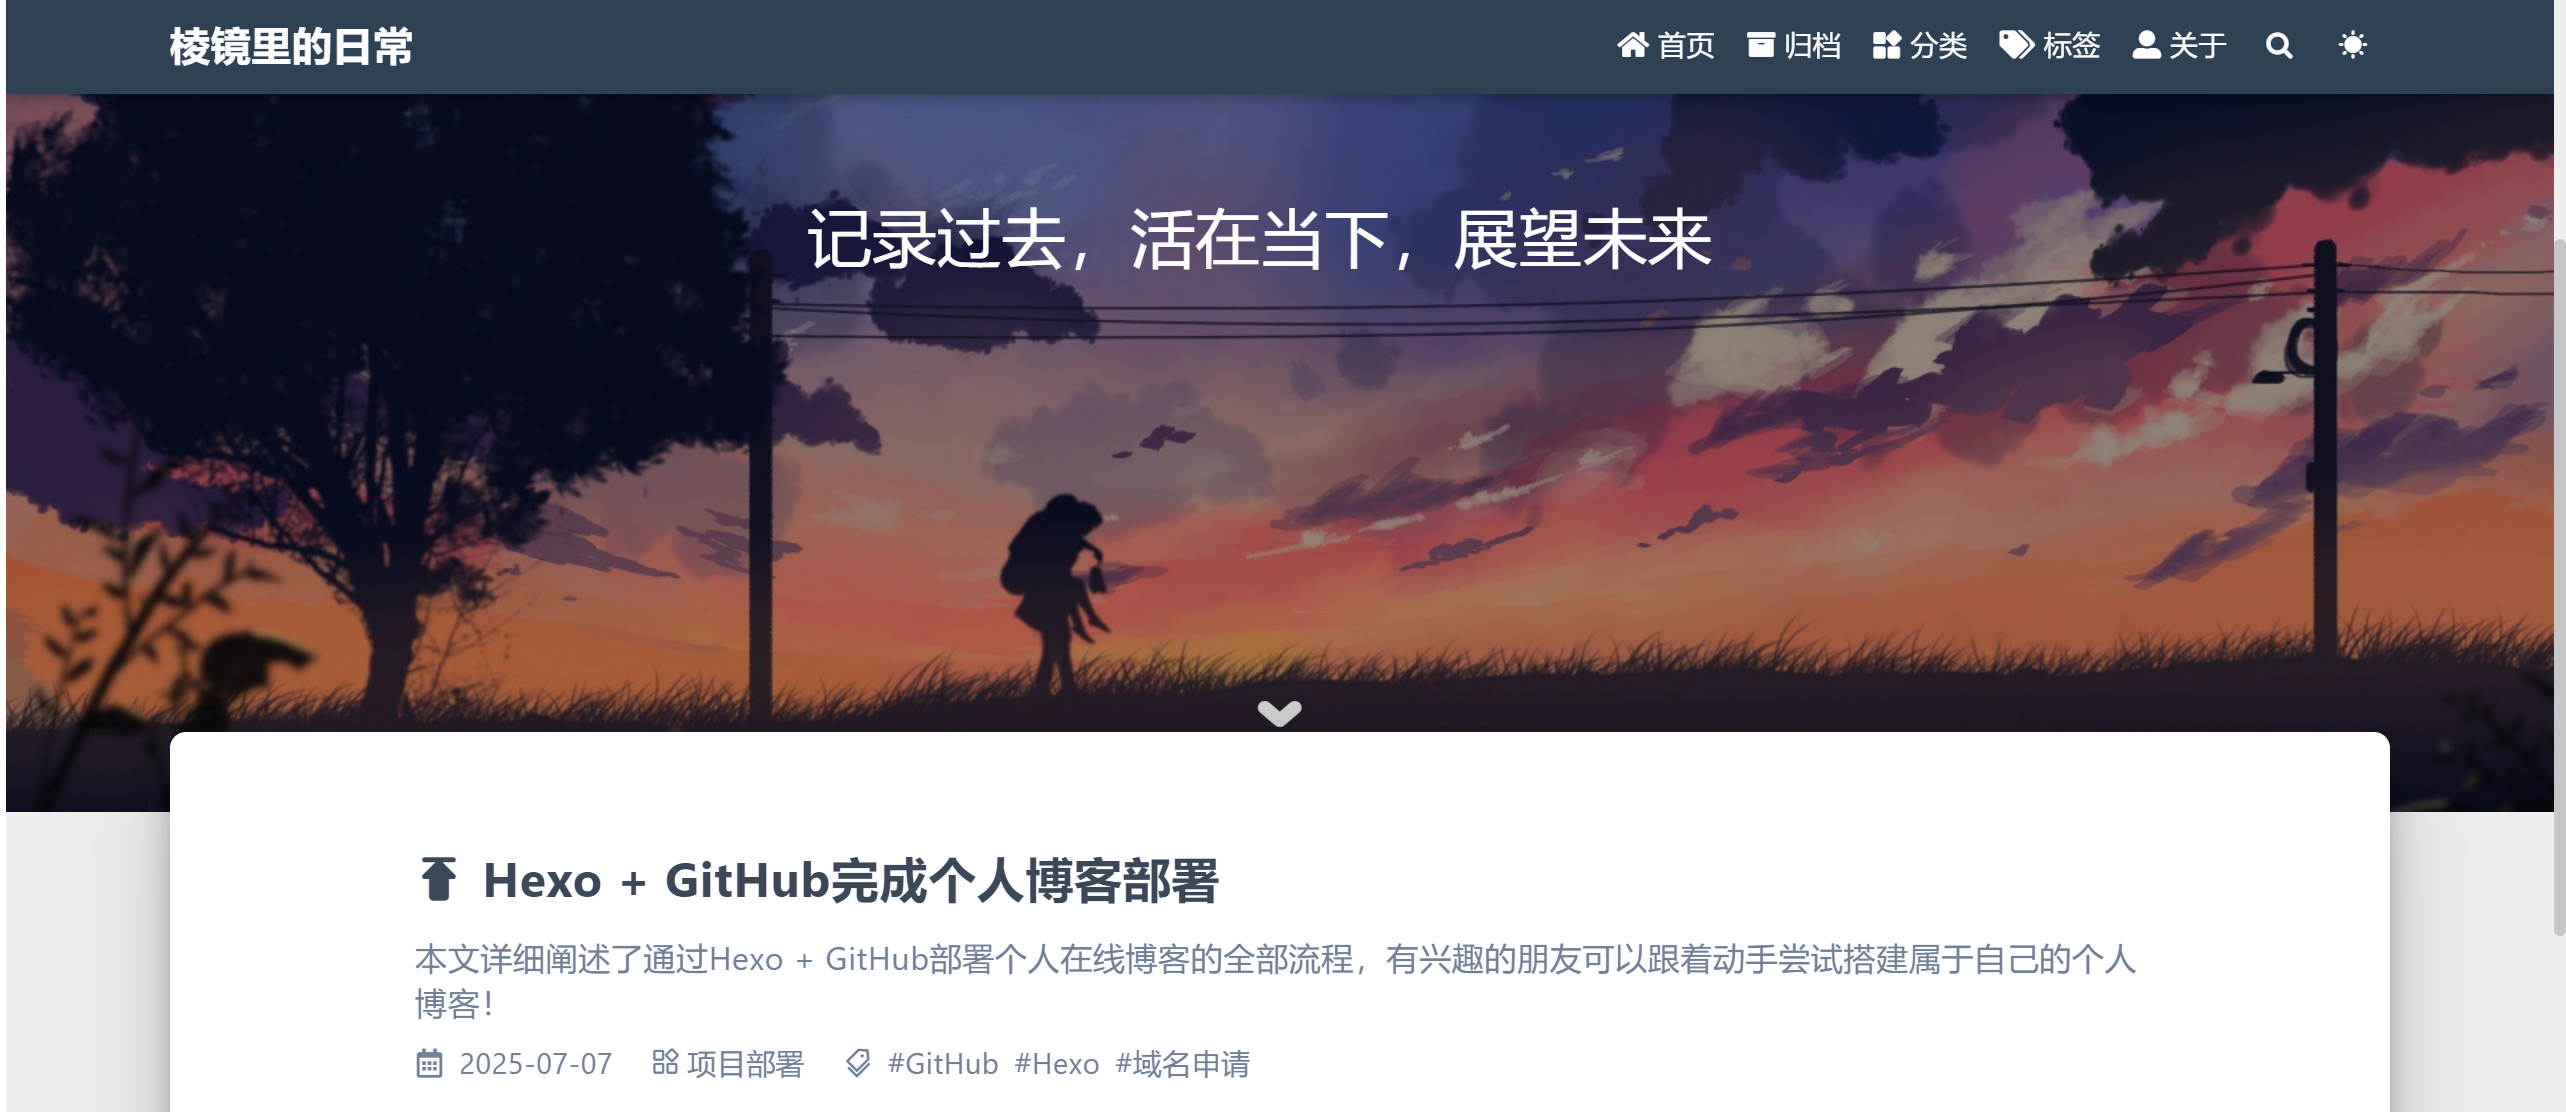 棱镜里的日常
首页 归档 分类 标签 关于
记录过去，活在当下，展望未来
Hexo + GitHub完成个人博客部署
本文详细阐述了通过Hexo + GitHub部署个人在线博客的全部流程，有兴趣的朋友可以跟着动手尝试搭建属于自己的个人
博客！
2025-07-07 项目部署 #GitHub #Hexo #域名申请